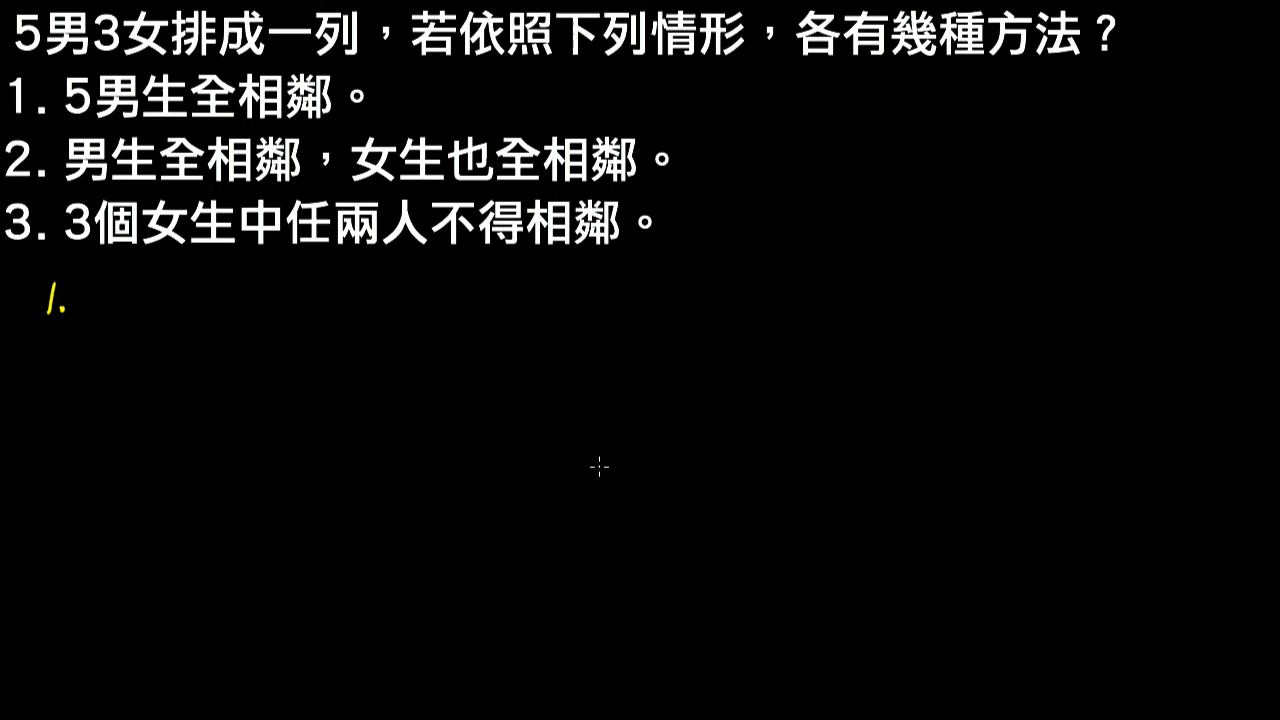 5男3女排成一列，若依照下列情形，各有幾種方法？
1. 5男生全相鄰。
2. 男生全相鄰，女生也全相鄰。
3. 3個女生中任兩人不得相鄰。
1.